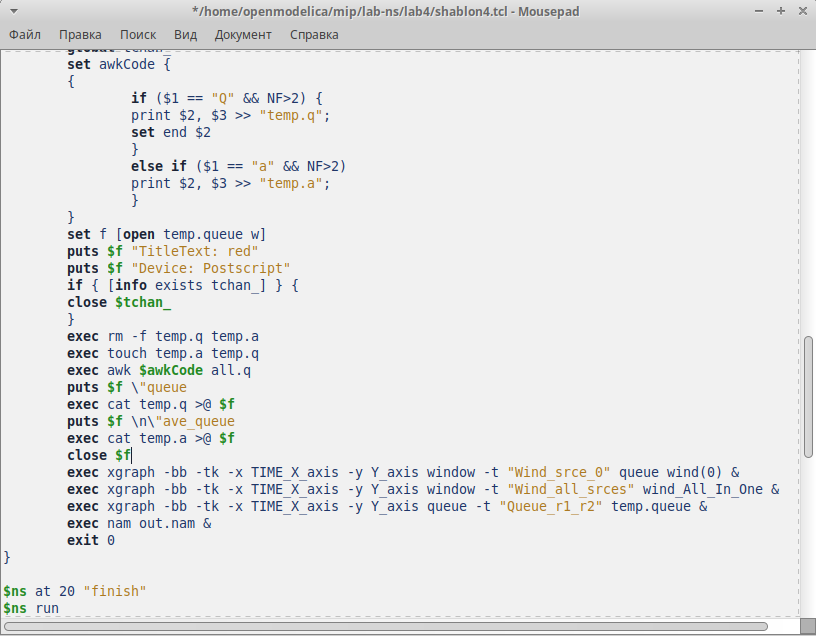 */home/openmodelica/mip/lab-ns/lab4/shablon4.tcl - Mousepad
Файл Правка Поиск Вид Документ Справка
global tchan_
set awkCode {
{
if ($1 == "Q" && NF>2) {
print $2, $3 >> "temp.q";
set end $2
}
else if ($1 == "a" && NF>2)
print $2, $3 >> "temp.a";
}
}
set f [open temp.queue w]
puts $f "TitleText: red"
puts $f "Device: Postscript"
if { [info exists tchan_] } {
close $tchan_
}
exec rm -f temp.q temp.a
exec touch temp.a temp.q
exec awk $awkCode all.q
puts $f \"queue
exec cat temp.q >@ $f
puts $f \n\"ave_queue
exec cat temp.a >@ $f
close $f
exec xgraph -bb -tk -x TIME_X_axis -y Y_axis window -t "Wind_srce_0" queue wind(0) &
exec xgraph -bb -tk -x TIME_X_axis -y Y_axis window -t "Wind_all_srces" wind_All_In_One &
exec xgraph -bb -tk -x TIME_X_axis -y Y_axis queue -t "Queue_r1_r2" temp.queue &
exec nam out.nam &
exit 0
}
$ns at 20 "finish"
$ns run